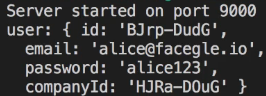 Server started on port 9000
user: { id: 'BJrp-DudG',
  email: 'alice@facegle.io',
  password: 'alice123',
  companyId: 'HJRa-DOuG' }